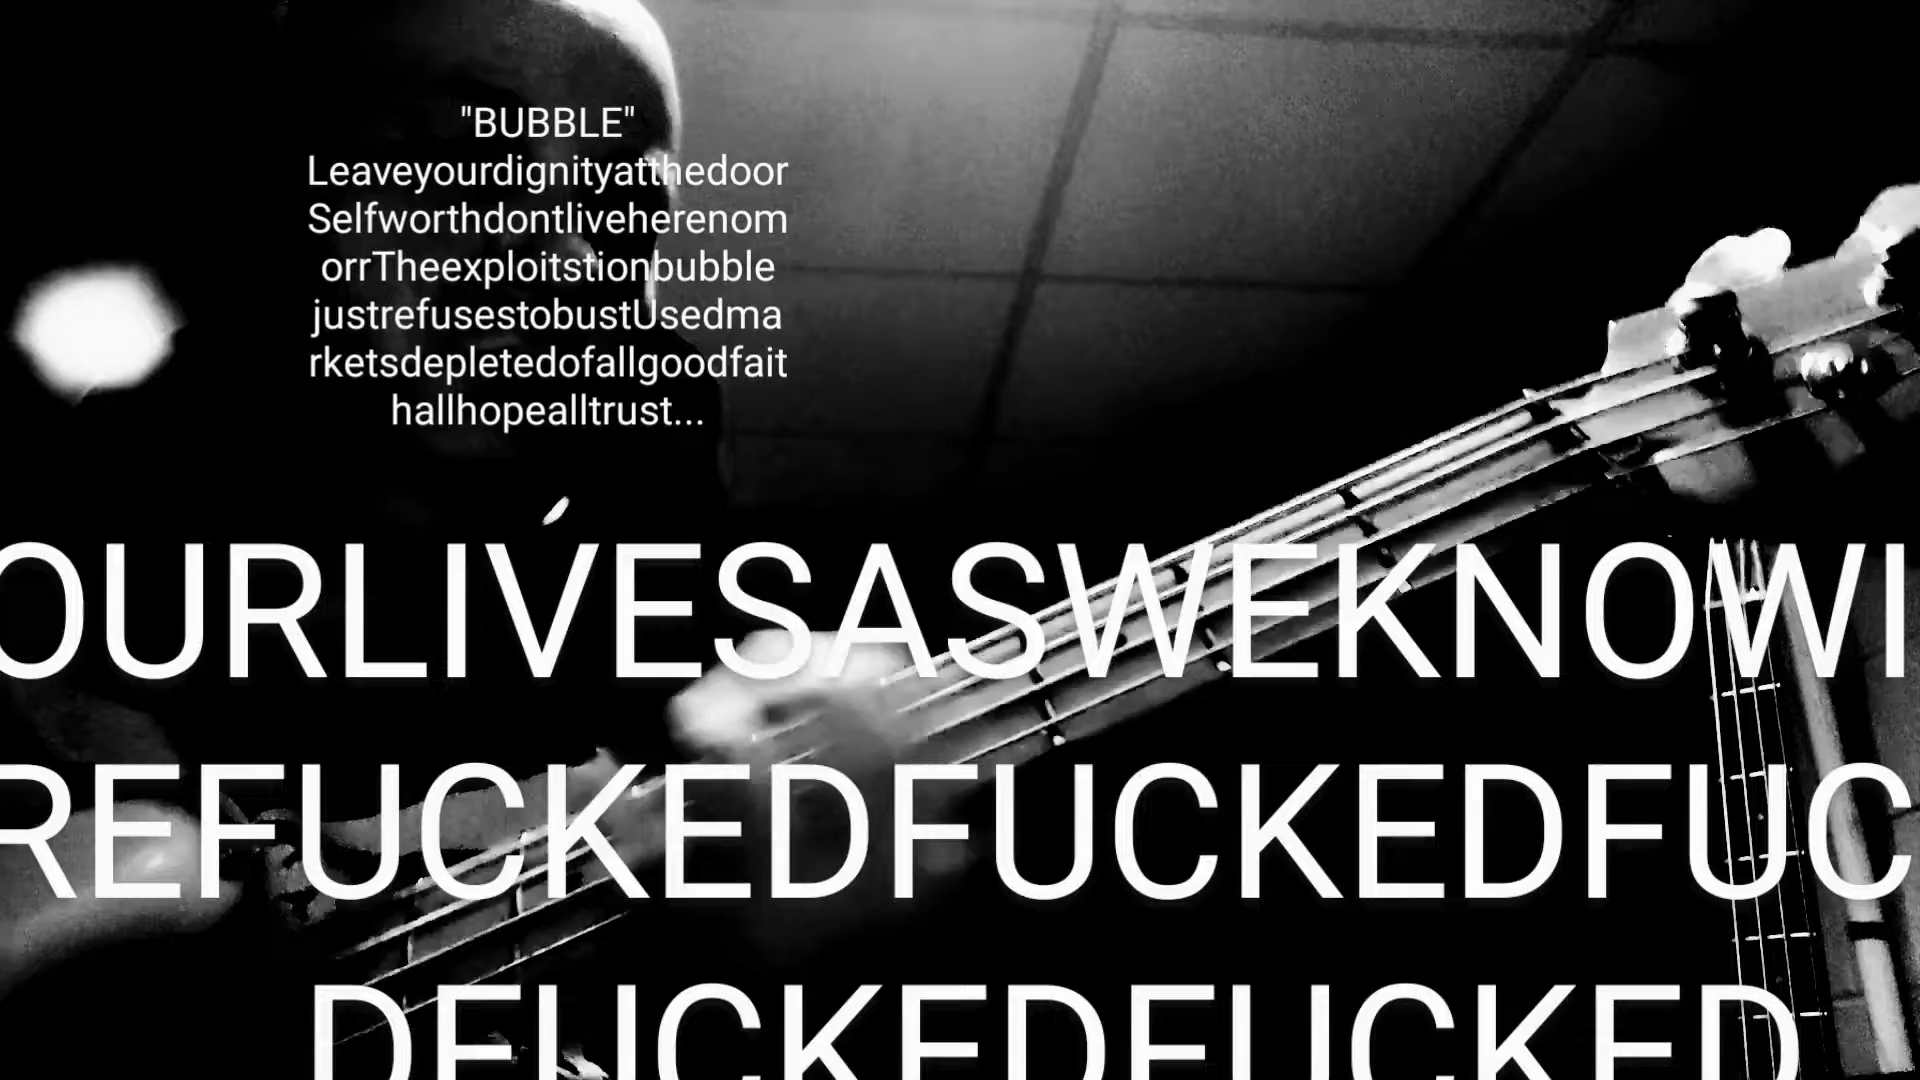 "BUBBLE"
Leaveyourdignityatthedoor
Selfworthdontliveherenom
orrTheexploitstionbubble
justrefusestobustUsedma
rketsdepletedofallgoodfait
hallhopealltrust...
OURLIVESASWEKNOWI
REFUCKEDFUCKEDFUC
DFUCKEDFUCKED